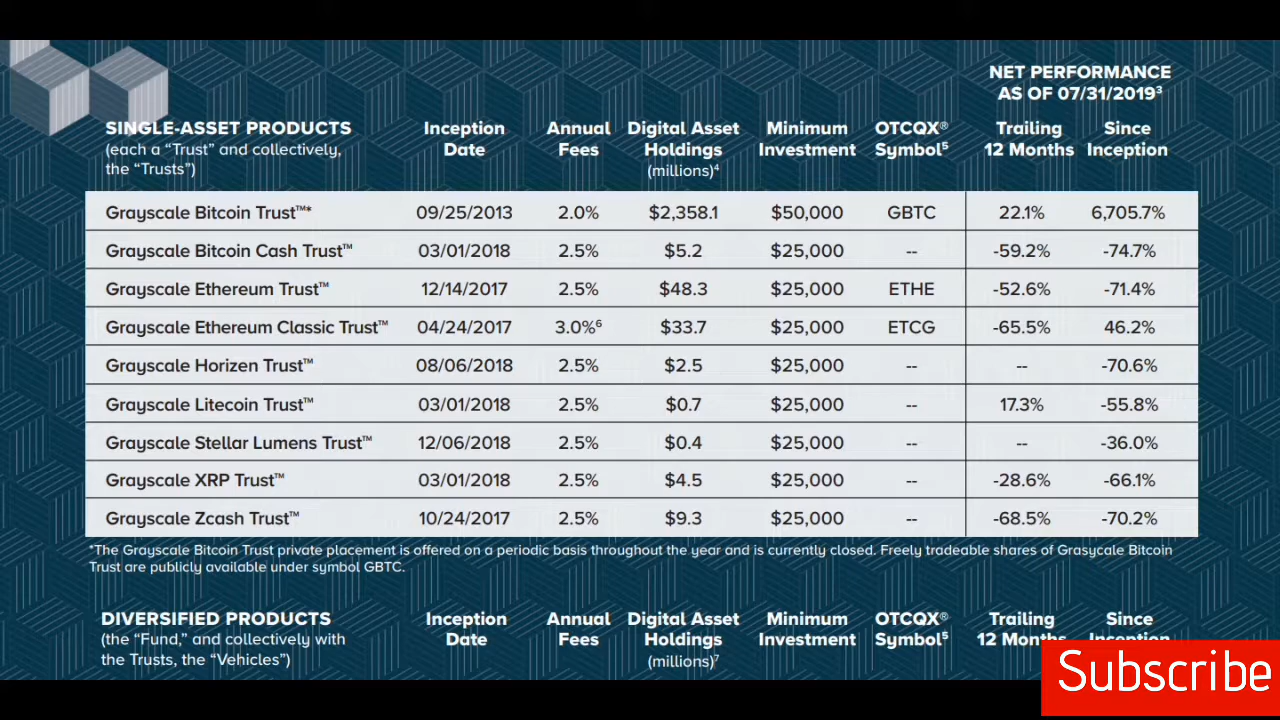 NET PERFORMANCE
AS OF 07/31/2019³
SINGLE-ASSET PRODUCTS Inception Annual Digital Asset Minimum OTCQX® Trailing Since
(each a “Trust” and collectively, Date Fees Holdings Investment Symbol⁵ 12 Months Inception
the “Trusts”) (millions)⁴
Grayscale Bitcoin Trust™* 09/25/2013 2.0% $2,358.1 $50,000 GBTC 22.1% 6,705.7%
Grayscale Bitcoin Cash Trust™ 03/01/2018 2.5% $5.2 $25,000 -- -59.2% -74.7%
Grayscale Ethereum Trust™ 12/14/2017 2.5% $48.3 $25,000 ETHE -52.6% -71.4%
Grayscale Ethereum Classic Trust™ 04/24/2017 3.0%⁶ $33.7 $25,000 ETCG -65.5% 46.2%
Grayscale Horizen Trust™ 08/06/2018 2.5% $2.5 $25,000 -- -- -70.6%
Grayscale Litecoin Trust™ 03/01/2018 2.5% $0.7 $25,000 -- 17.3% -55.8%
Grayscale Stellar Lumens Trust™ 12/06/2018 2.5% $0.4 $25,000 -- -- -36.0%
Grayscale XRP Trust™ 03/01/2018 2.5% $4.5 $25,000 -- -28.6% -66.1%
Grayscale Zcash Trust™ 10/24/2017 2.5% $9.3 $25,000 -- -68.5% -70.2%
*The Grayscale Bitcoin Trust private placement is offered on a periodic basis throughout the year and is currently closed. Freely tradeable shares of Grasycale Bitcoin
Trust are publicly available under symbol GBTC.
DIVERSIFIED PRODUCTS Inception Annual Digital Asset Minimum OTCQX® Trailing Since
(the “Fund,” and collectively with Date Fees Holdings Investment Symbol⁵ 12 Months Inception
the Trusts, the “Vehicles”) (millions)⁷
Subscribe